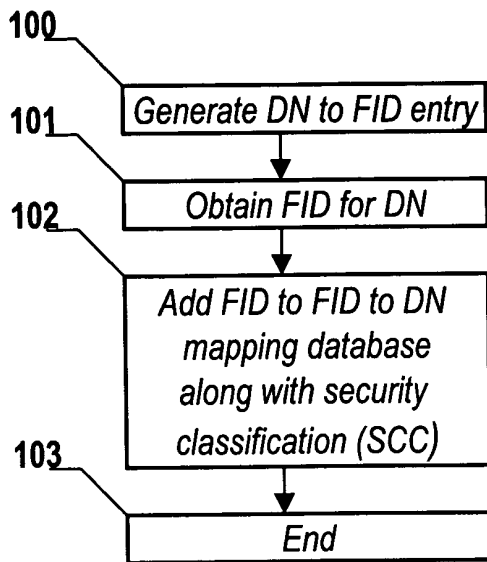 100
Generate DN to FID entry
101
Obtain FID for DN
102
Add FID to FID to DN
mapping database
along with security
classification (SCC)
103
End